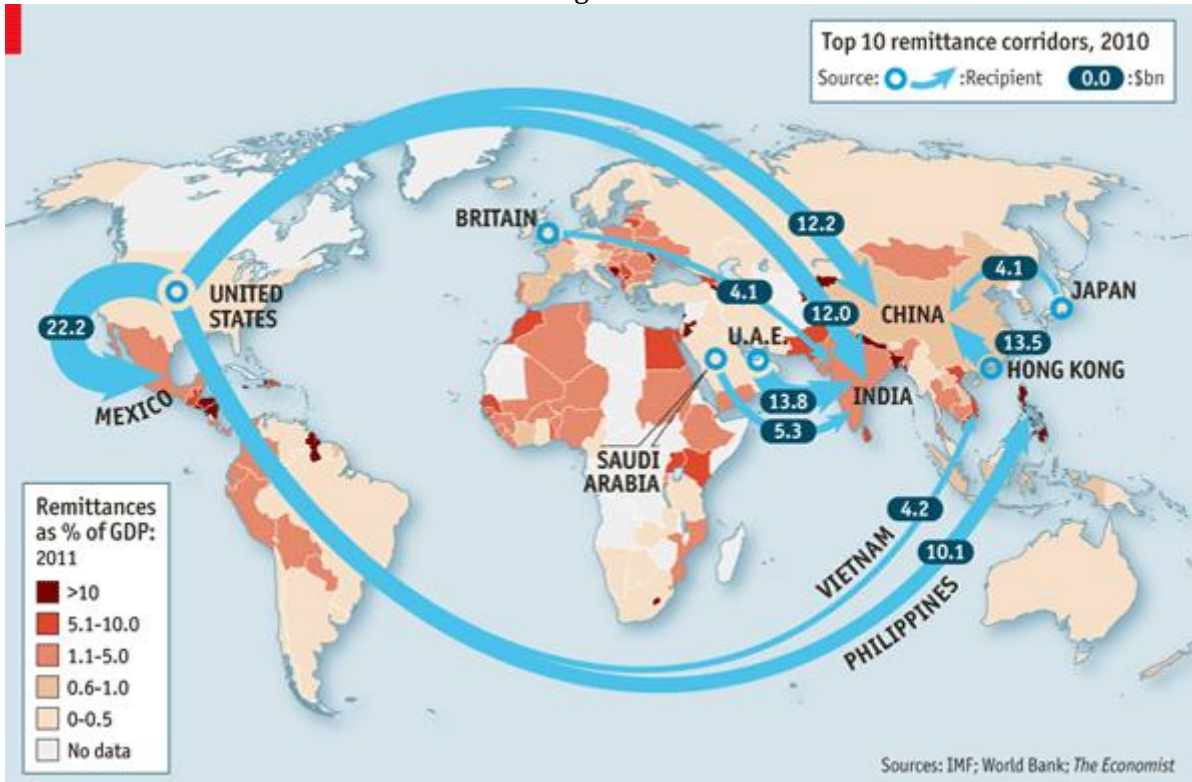 Top 10 remittance corridors, 2010
Source: :Recipient 0.0 :$bn
BRITAIN
12.2
4.1
JAPAN
UNITED
STATES
4.1
CHINA
22.2
12.0
U.A.E.
13.5
HONG KONG
MEXICO
13.8
INDIA
5.3
SAUDI
ARABIA
4.2
VIETNAM
10.1
PHILIPPINES
Remittances
as % of GDP:
2011
>10
5.1-10.0
1.1-5.0
0.6-1.0
0-0.5
No data
Sources: IMF; World Bank; The Economist